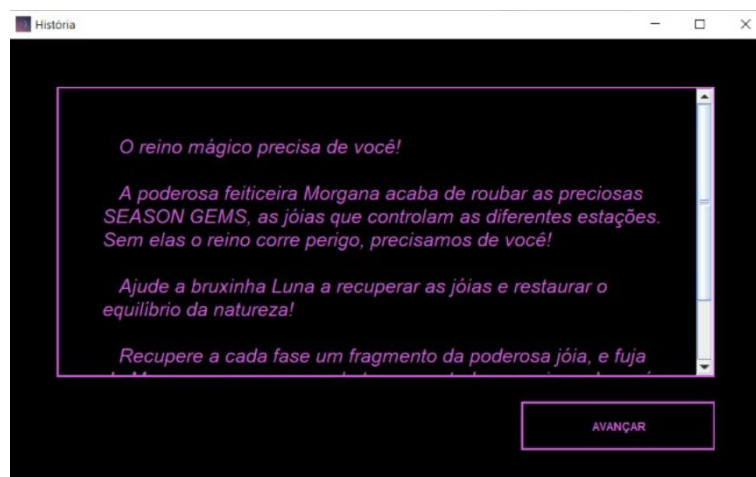 História
O reino mágico precisa de você!
A poderosa feiticeira Morgana acaba de roubar as preciosas
SEASON GEMS, as jóias que controlam as diferentes estações.
Sem elas o reino corre perigo, precisamos de você!
Ajude a bruxinha Luna a recuperar as jóias e restaurar o
equilíbrio da natureza!
Recupere a cada fase um fragmento da poderosa jóia, e fuja
AVANÇAR